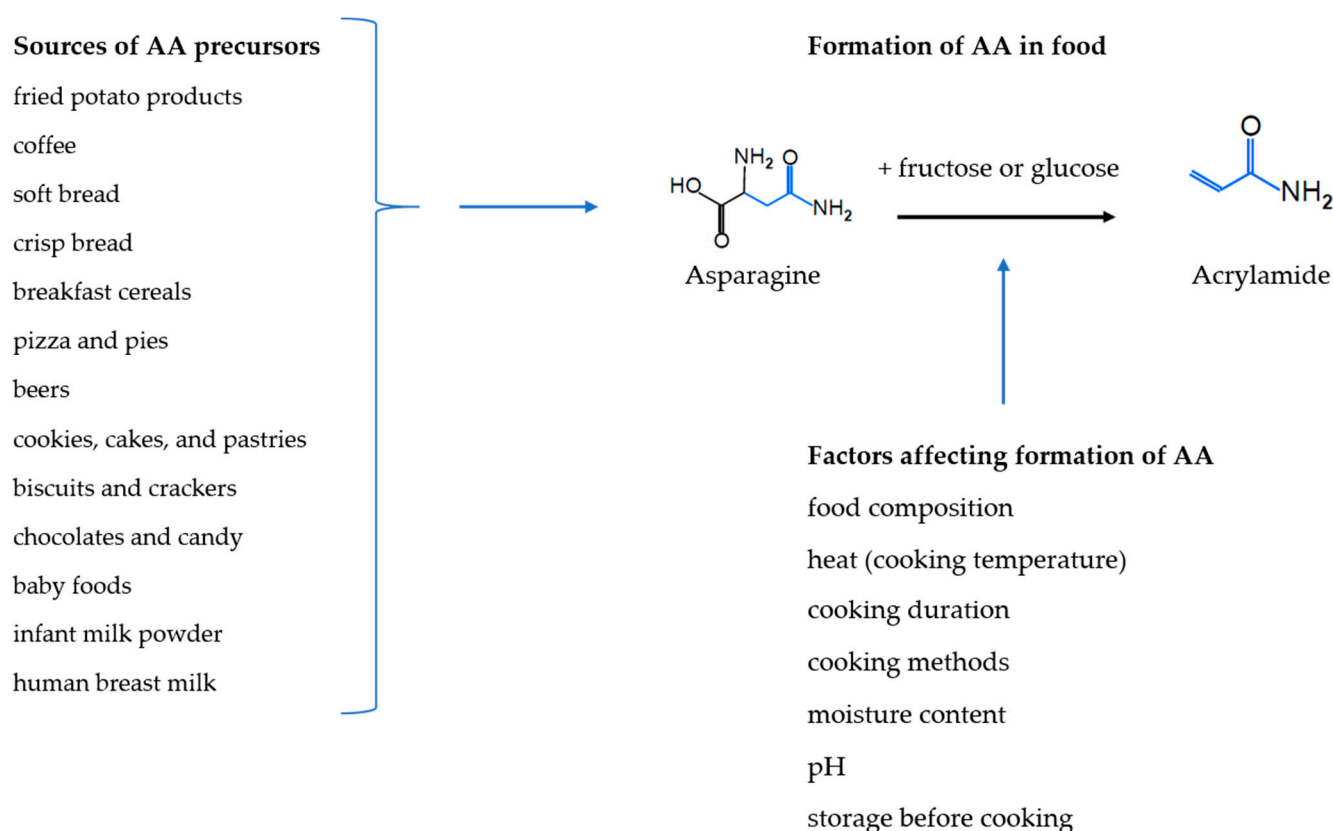 Sources of AA precursors
fried potato products
coffee
soft bread
crisp bread
breakfast cereals
pizza and pies
beers
cookies, cakes, and pastries
biscuits and crackers
chocolates and candy
baby foods
infant milk powder
human breast milk
Formation of AA in food
NH₂ O
HO
NH₂
O
Asparagine
+ fructose or glucose
O
NH₂
Acrylamide
Factors affecting formation of AA
food composition
heat (cooking temperature)
cooking duration
cooking methods
moisture content
pH
storage before cooking